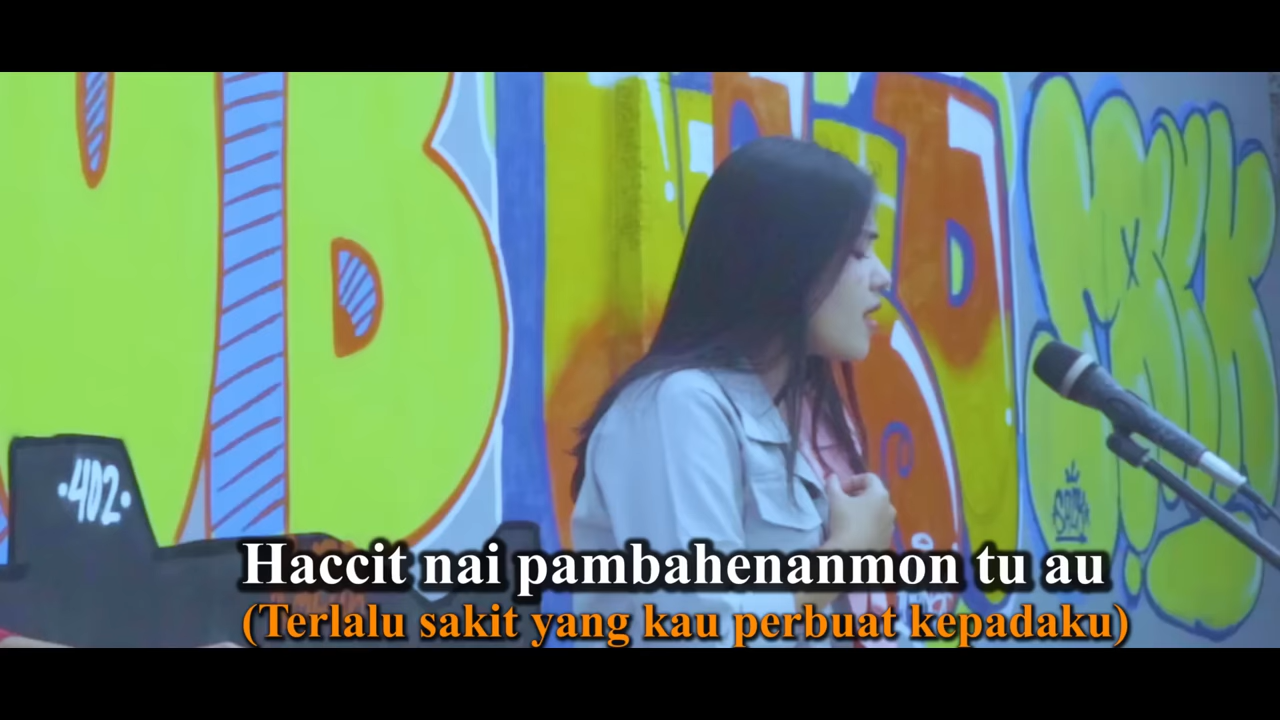 402
Haccit nai pambahenanmon tu au
(Terlalu sakit yang kau perbuat kepadaku)